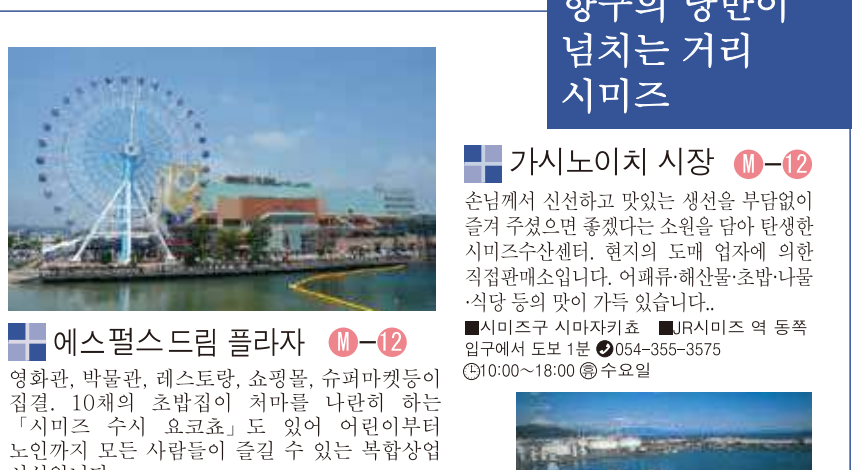 항구의 낭만이
넘치는 거리
시미즈
가시노이치 시장 M-12
손님께서 신선하고 맛있는 생선을 부담없이
즐겨 주셨으면 좋겠다는 소원을 담아 탄생한
시미즈수산센터. 현지의 도매 업자에 의한
직접판매소입니다. 어패류·해산물·초밥·나물
·식당 등의 맛이 가득 있습니다..
■시미즈구 시마자키쵸 ■JR시미즈 역 동쪽
입구에서 도보 1분 054-355-3575
10:00~18:00 휴 수요일
에스펄스 드림 플라자 M-12
영화관, 박물관, 레스토랑, 쇼핑몰, 슈퍼마켓등이
집결. 10채의 초밥집이 처마를 나란히 하는
「시미즈 수시 요코쵸」도 있어 어린이부터
노인까지 모든 사람들이 즐길 수 있는 복합상업